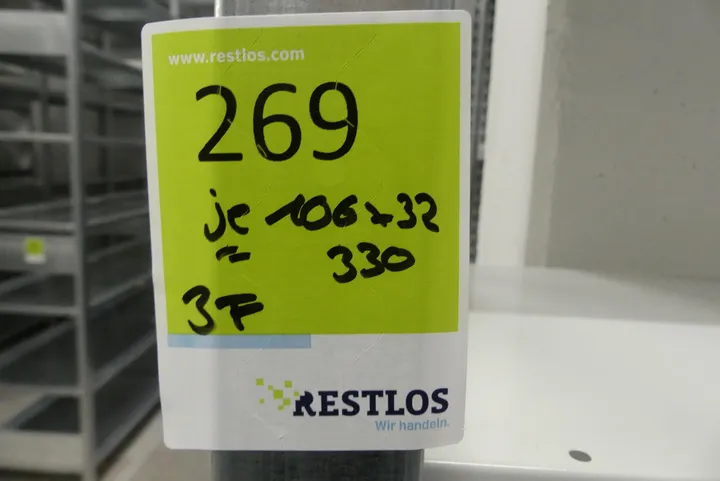 www.restlos.com
269
je 106x32
" 330
3F
RESTLOS
Wir handeln.